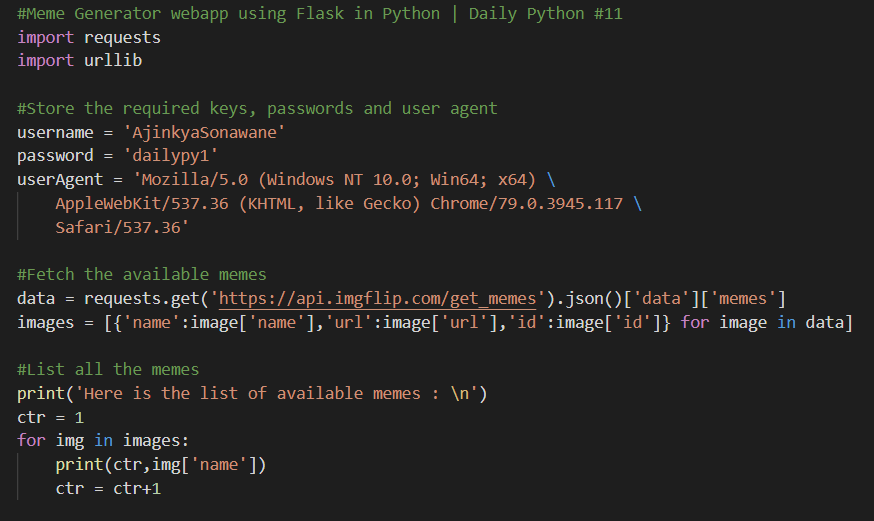 #Meme Generator webapp using Flask in Python | Daily Python #11
import requests
import urllib
#Store the required keys, passwords and user agent
username = 'AjinkyaSonawane'
password = 'dailypy1'
userAgent = 'Mozilla/5.0 (Windows NT 10.0; Win64; x64) \
    AppleWebKit/537.36 (KHTML, like Gecko) Chrome/79.0.3945.117 \
    Safari/537.36'
#Fetch the available memes
data = requests.get('https://api.imgflip.com/get_memes').json()['data']['memes']
images = [{'name':image['name'],'url':image['url'],'id':image['id']} for image in data]
#List all the memes
print('Here is the list of available memes : \n')
ctr = 1
for img in images:
    print(ctr,img['name'])
    ctr = ctr+1